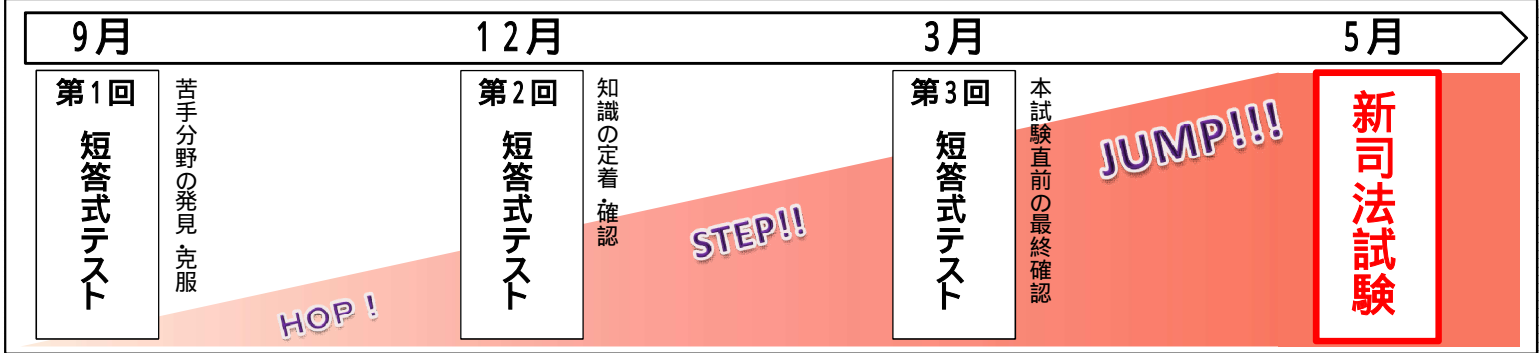 9月
12月
3月
5月
第1回
短答式テスト
苦手分野の発見・克服
HOP！
第2回
短答式テスト
知識の定着・確認
STEP!!
第3回
短答式テスト
本試験直前の最終確認
JUMP!!!
新司法試験